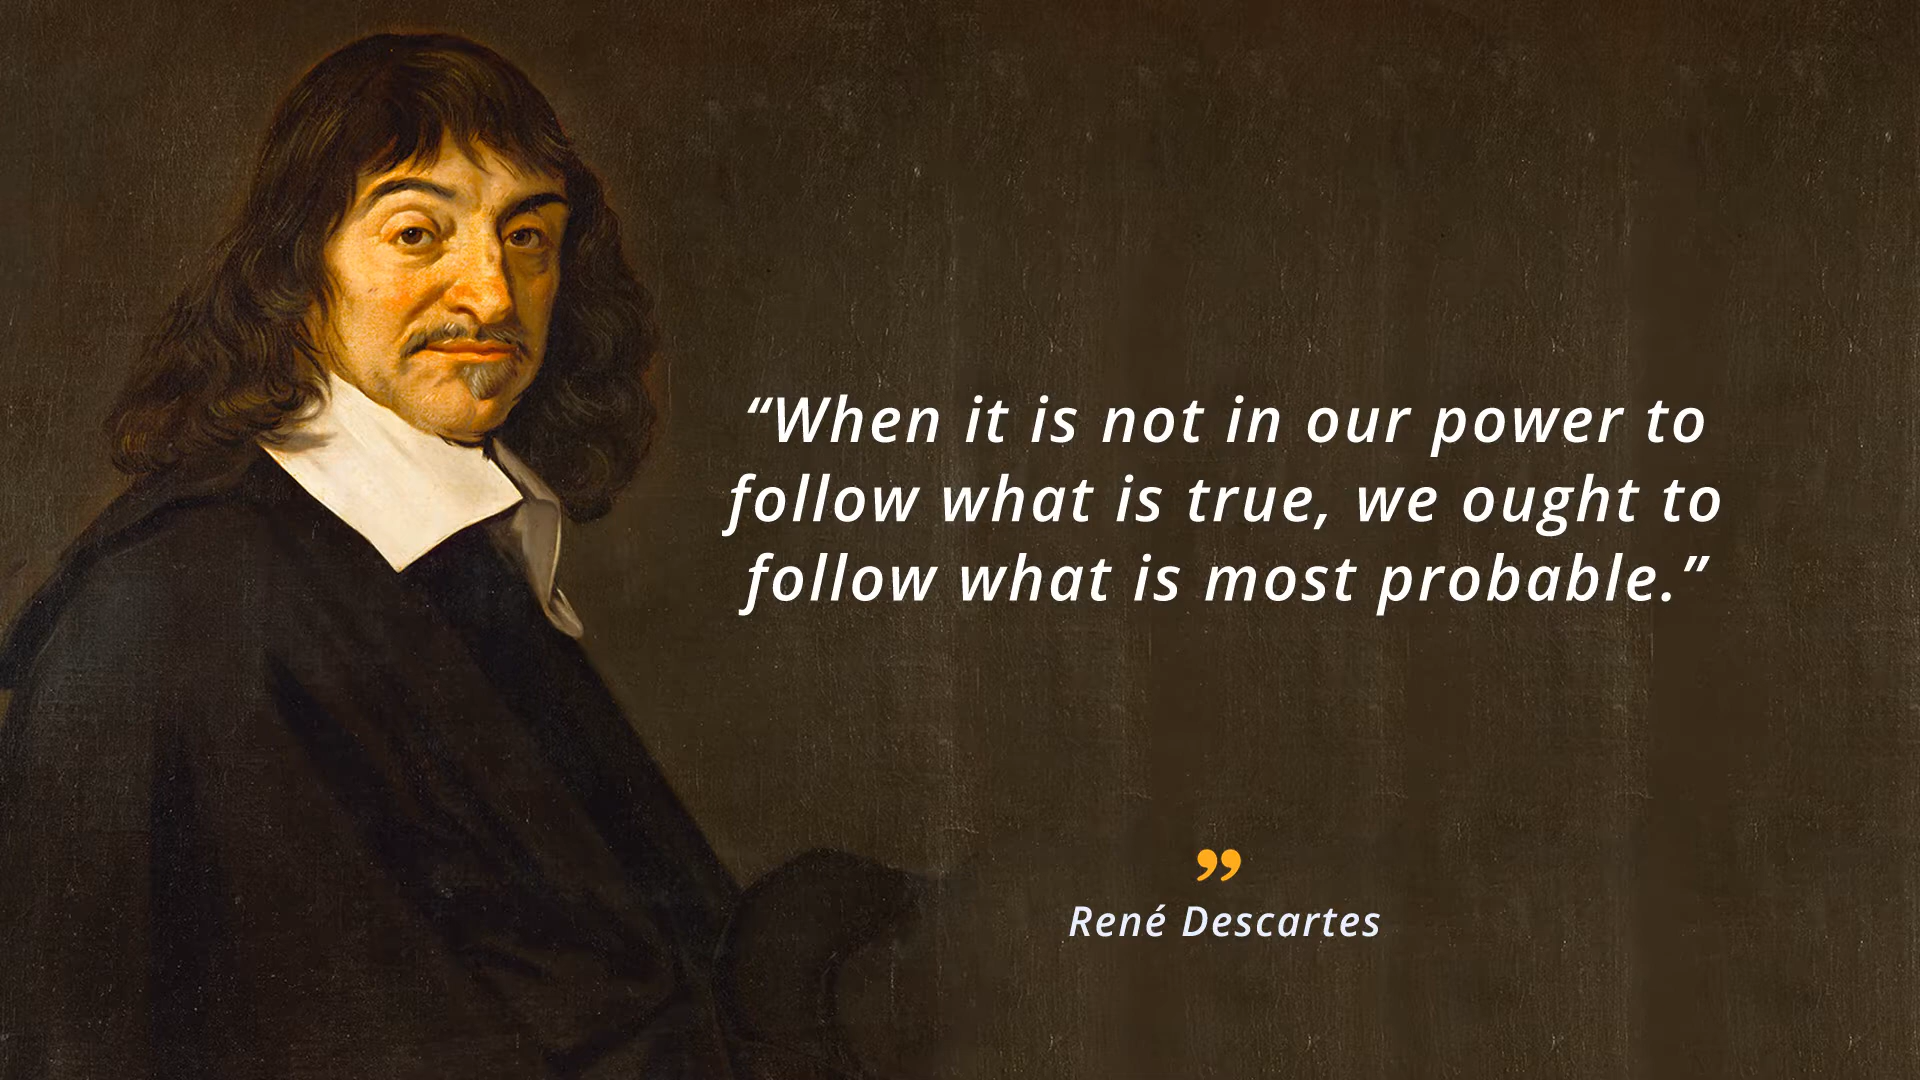 “When it is not in our power to
follow what is true, we ought to
follow what is most probable.”
”
René Descartes